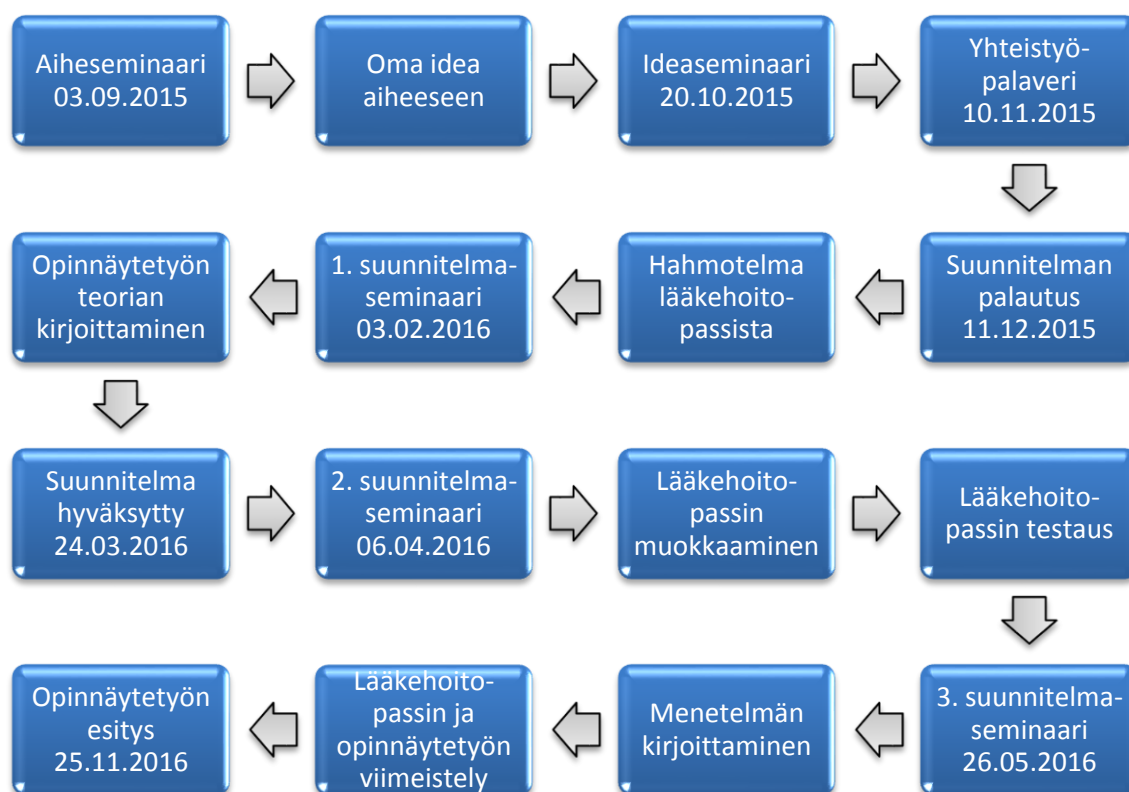 Aiheseminaari
03.09.2015
Oma idea
aiheeseen
Ideaseminaari
20.10.2015
Yhteistyö-
palaveri
10.11.2015
Suunnitelman
palautus
11.12.2015
Hahmotelma
lääkehoito-
passista
1. suunnitelma-
seminaari
03.02.2016
Opinnäytetyön
teorian
kirjoittaminen
Suunnitelma
hyväksytty
24.03.2016
2. suunnitelma-
seminaari
06.04.2016
Lääkehoito-
passin
muokkaaminen
Lääkehoito-
passin testaus
3. suunnitelma-
seminaari
26.05.2016
Menetelmän
kirjoittaminen
Lääkehoito-
passin ja
opinnäytetyön
viimeistely
Opinnäytetyön
esitys
25.11.2016